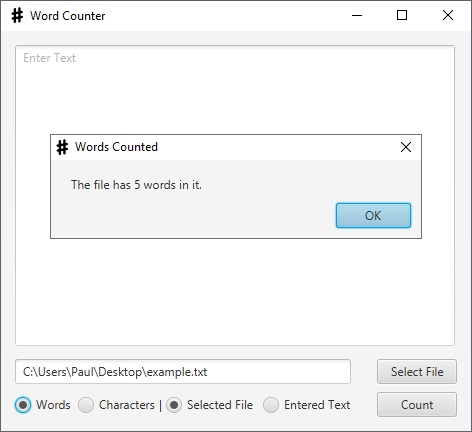 Word Counter
Enter Text
Words Counted
The file has 5 words in it.
OK
C:\Users\Paul\Desktop\example.txt
Select File
Words Characters | Selected File Entered Text Count